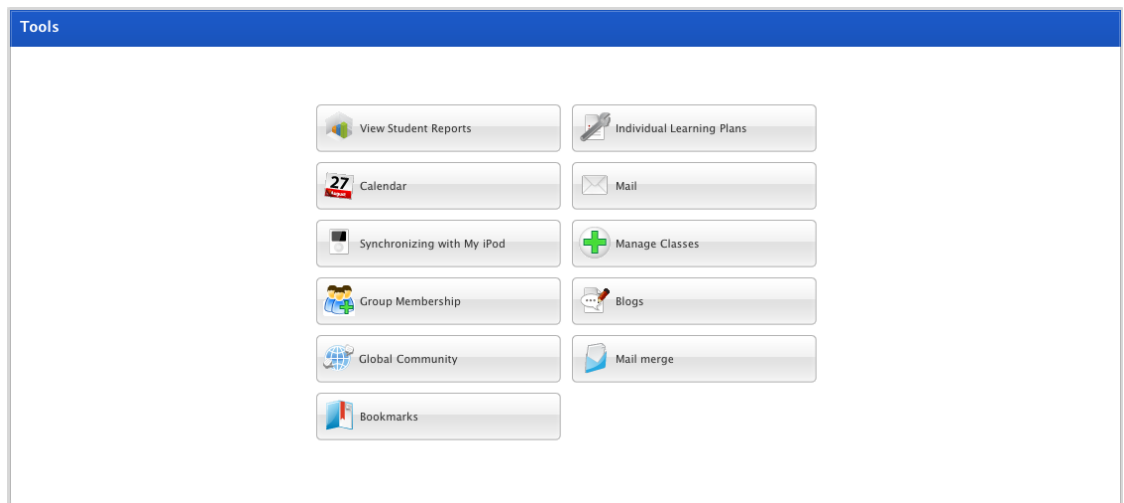 Tools
View Student Reports
Individual Learning Plans
27
August
Calendar
Mail
Synchronizing with My iPod
Manage Classes
Group Membership
Blogs
Global Community
Mail merge
Bookmarks